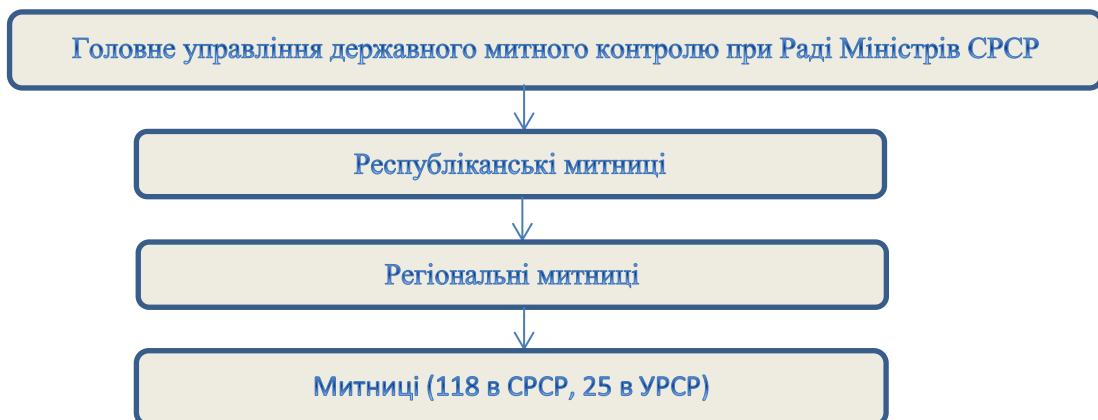 Головне управління державного митного контролю при Раді Міністрів СРСР
Республіканські митниці
Регіональні митниці
Митниці (118 в СРСР, 25 в УРСР)